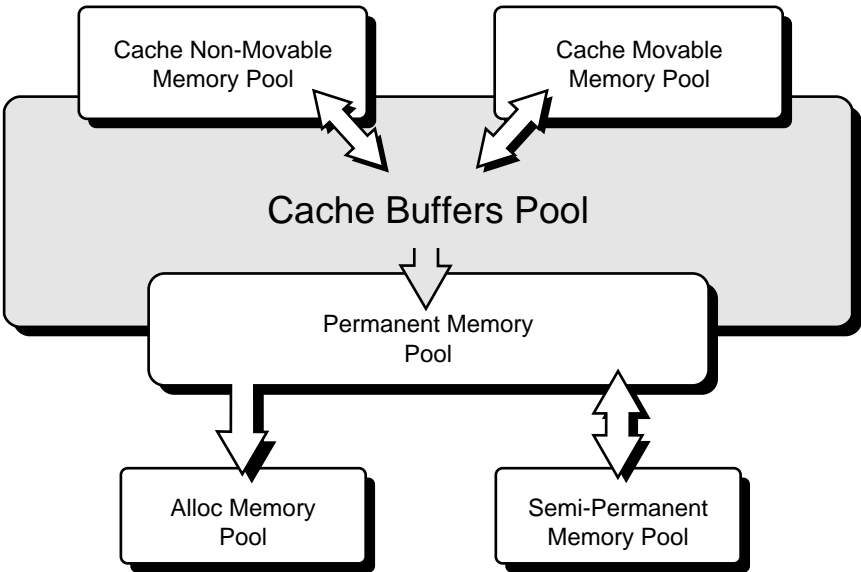 Cache Non-Movable
Memory Pool
Cache Movable
Memory Pool
Cache Buffers Pool
Permanent Memory
Pool
Alloc Memory
Pool
Semi-Permanent
Memory Pool